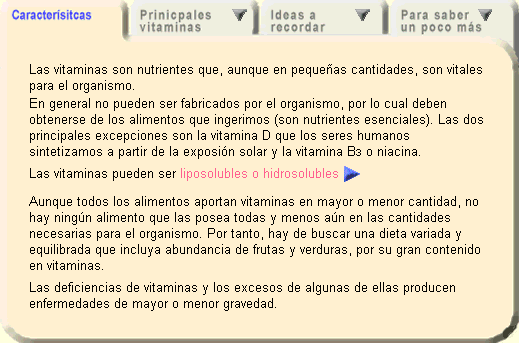 Caracterísitcas
Prinicpales vitaminas
Ideas a recordar
Para saber un poco más
Las vitaminas son nutrientes que, aunque en pequeñas cantidades, son vitales
para el organismo.
En general no pueden ser fabricados por el organismo, por lo cual deben
obtenerse de los alimentos que ingerimos (son nutrientes esenciales). Las dos
principales excepciones son la vitamina D que los seres humanos
sintetizamos a partir de la exposión solar y la vitamina B3 o niacina.
Las vitaminas pueden ser liposolubles o hidrosolubles
Aunque todos los alimentos aportan vitaminas en mayor o menor cantidad, no
hay ningún alimento que las posea todas y menos aún en las cantidades
necesarias para el organismo. Por tanto, hay de buscar una dieta variada y
equilibrada que incluya abundancia de frutas y verduras, por su gran contenido
en vitaminas.
Las deficiencias de vitaminas y los excesos de algunas de ellas producen
enfermedades de mayor o menor gravedad.